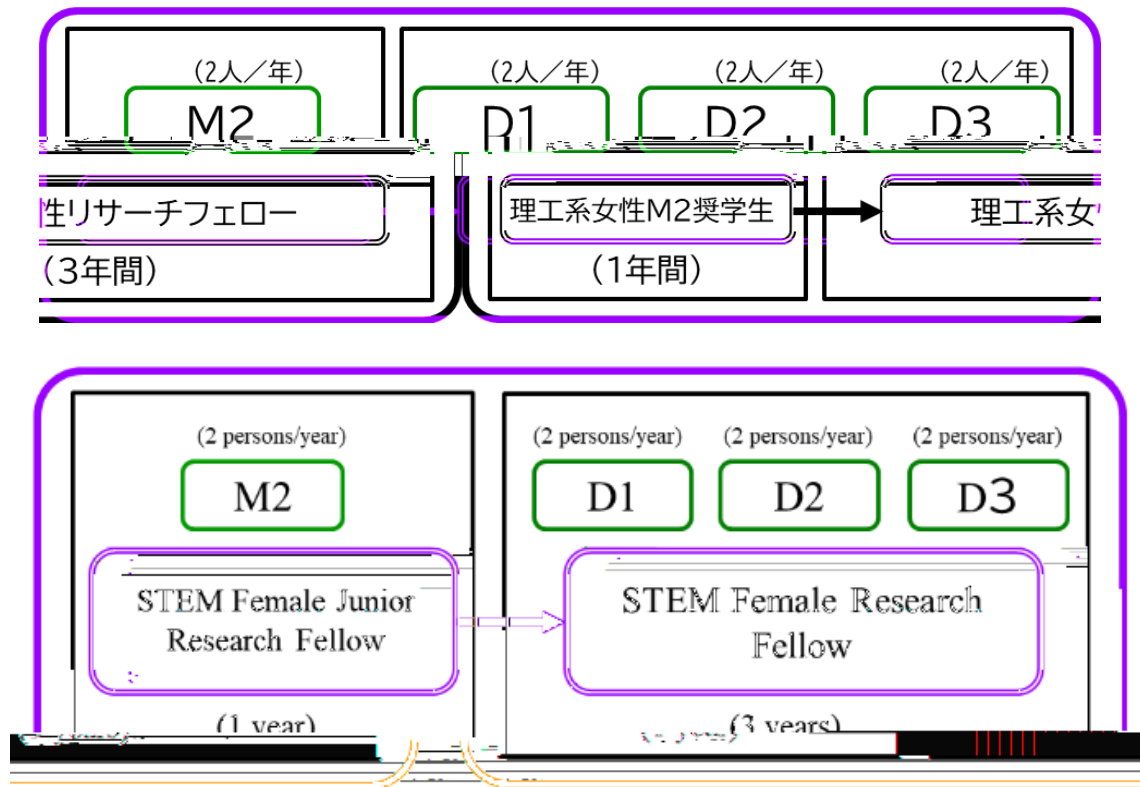 (2人／年) (2人／年) (2人／年) (2人／年)
M2 D1 D2 D3
性リサーチフェロー 理工系女性M2奨学生 理工系女
(3年間) (1年間)
(2 persons/year) (2 persons/year) (2 persons/year) (2 persons/year)
M2 D1 D2 D3
STEM Female Junior
Research Fellow
STEM Female Research
Fellow
(1 year) (3 years)